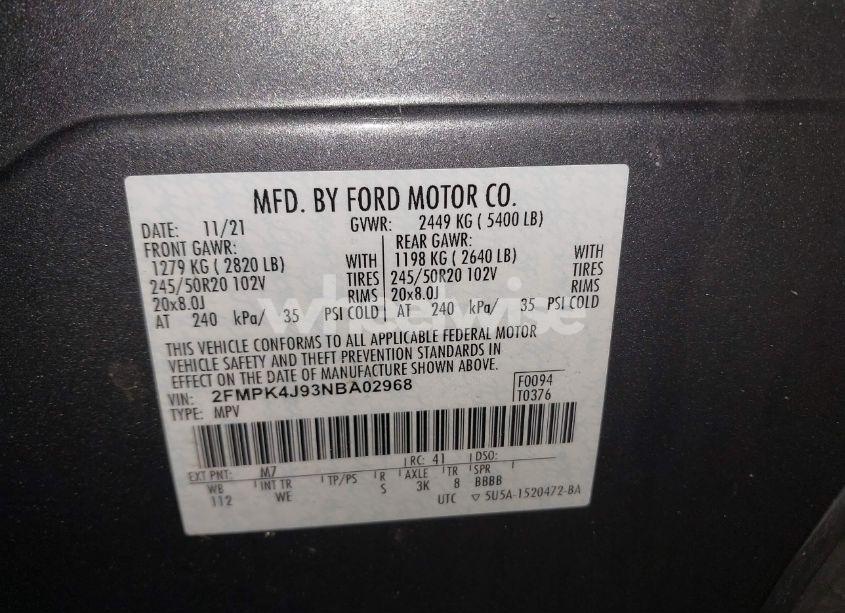 MFD. BY FORD MOTOR CO.
DATE: 11/21 GVWR: 2449 KG ( 5400 LB)
FRONT GAWR: REAR GAWR:
1279 KG ( 2820 LB) WITH 1198 KG ( 2640 LB) WITH
245/50R20 102V TIRES 245/50R20 102V TIRES
20x8.0J RIMS 20x8.0J RIMS
AT 240 kPa/ 35 PSI COLD AT 240 kPa/ 35 PSI COLD
wheelwise
THIS VEHICLE CONFORMS TO ALL APPLICABLE FEDERAL MOTOR
VEHICLE SAFETY AND THEFT PREVENTION STANDARDS IN
EFFECT ON THE DATE OF MANUFACTURE SHOWN ABOVE.
VIN: 2FMPK4J93NBA02968 F0094
TYPE: MPV T0376
EXT PNT: M7 RC: 41 DSO:
WB INT TR TP/PS R AXLE TR SPR
112 WE S 3K 8 BBBB
UTC ▽ 5U5A-1520472-BA